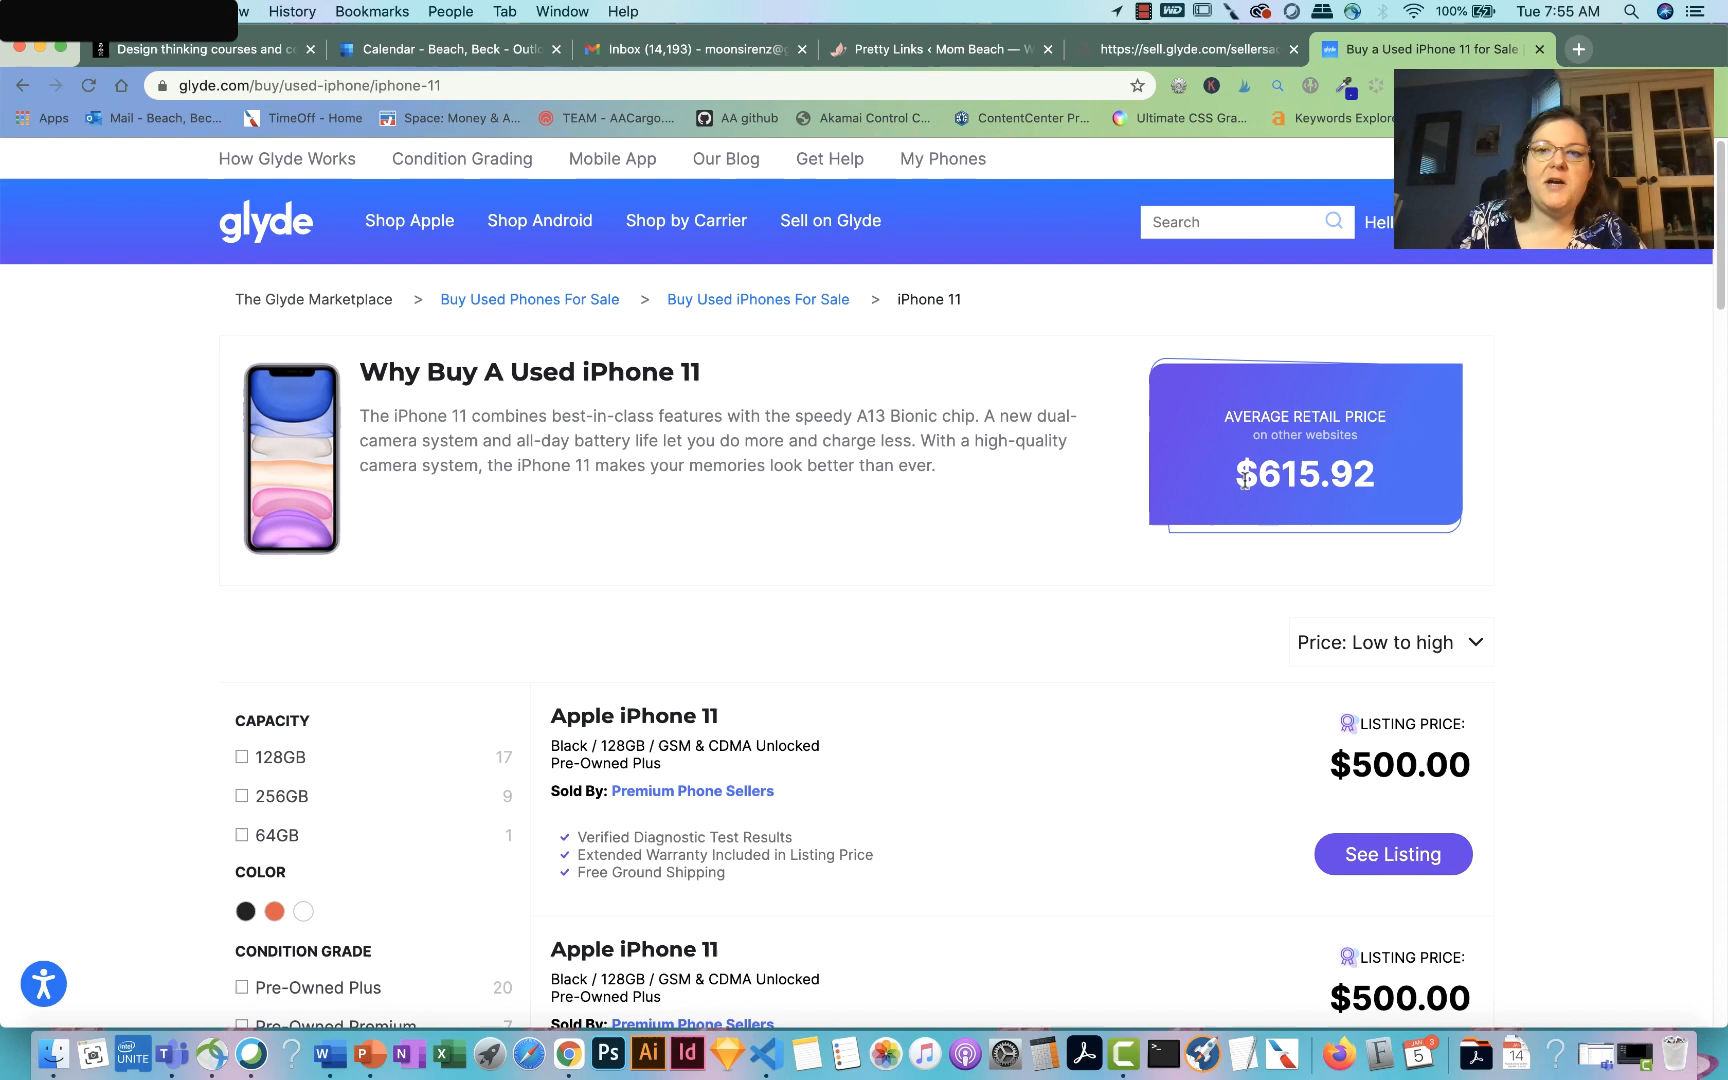 w History Bookmarks People Tab Window Help 100% Tue 7:55 AM
Design thinking courses and ce
Calendar - Beach, Beck - Outlo
Inbox (14,193) - moonsirenz@g
Pretty Links ‹ Mom Beach — W
https://sell.glyde.com/sellersac
Buy a Used iPhone 11 for Sale
glyde.com/buy/used-iphone/iphone-11
Apps Mail - Beach, Bec... TimeOff - Home Space: Money & A... TEAM - AACargo.... AA github Akamai Control C... ContentCenter Pr... Ultimate CSS Gra... Keywords Explore
How Glyde Works Condition Grading Mobile App Our Blog Get Help My Phones
glyde Shop Apple Shop Android Shop by Carrier Sell on Glyde Search Hell
The Glyde Marketplace > Buy Used Phones For Sale > Buy Used iPhones For Sale > iPhone 11
Why Buy A Used iPhone 11
The iPhone 11 combines best-in-class features with the speedy A13 Bionic chip. A new dual-
camera system and all-day battery life let you do more and charge less. With a high-quality
camera system, the iPhone 11 makes your memories look better than ever.
AVERAGE RETAIL PRICE
on other websites
$615.92
Price: Low to high
CAPACITY
128GB 17
256GB 9
64GB 1
COLOR
CONDITION GRADE
Pre-Owned Plus 20
Pre-Owned Premium 7
Apple iPhone 11
Black / 128GB / GSM & CDMA Unlocked
Pre-Owned Plus
Sold By: Premium Phone Sellers
Verified Diagnostic Test Results
Extended Warranty Included in Listing Price
Free Ground Shipping
LISTING PRICE:
$500.00
See Listing
Apple iPhone 11
Black / 128GB / GSM & CDMA Unlocked
Pre-Owned Plus
Sold By: Premium Phone Sellers
LISTING PRICE:
$500.00
intel
UNITE
T W P N X Ps Ai Id F JAN 3 5 14